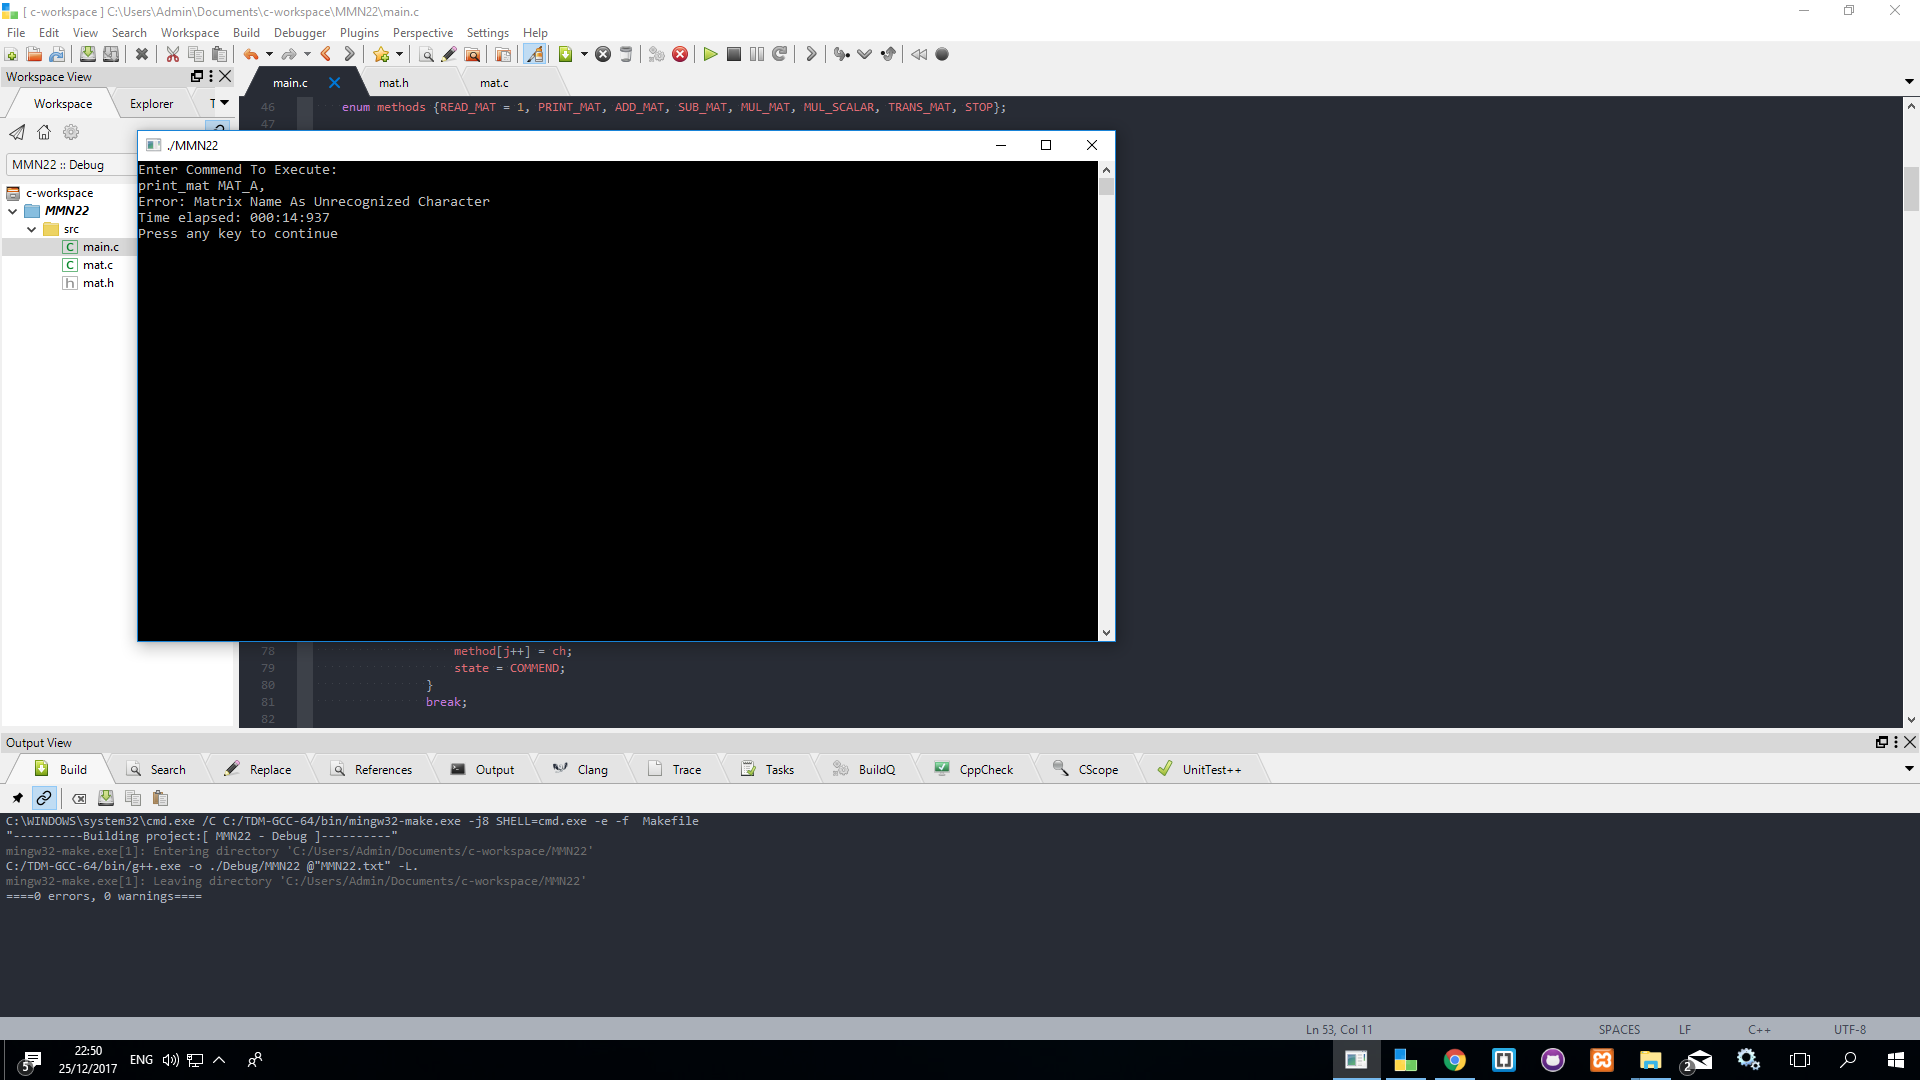 [ c-workspace ] C:\Users\Admin\Documents\c-workspace\MMN22\main.c
File Edit View Search Workspace Build Debugger Plugins Perspective Settings Help
Workspace View
Workspace Explorer T
main.c mat.h mat.c
MMN22 :: Debug
c-workspace
MMN22
src
main.c
mat.c
mat.h
46 enum methods {READ_MAT = 1, PRINT_MAT, ADD_MAT, SUB_MAT, MUL_MAT, MUL_SCALAR, TRANS_MAT, STOP};
47
./MMN22
Enter Commend To Execute:
print_mat MAT_A,
Error: Matrix Name As Unrecognized Character
Time elapsed: 000:14:937
Press any key to continue
78 method[j++] = ch;
79 state = COMMEND;
80 }
81 break;
82
Output View
Build Search Replace References Output Clang Trace Tasks BuildQ CppCheck CScope UnitTest++
C:\WINDOWS\system32\cmd.exe /C C:/TDM-GCC-64/bin/mingw32-make.exe -j8 SHELL=cmd.exe -e -f  Makefile
"----------Building project:[ MMN22 - Debug ]----------"
mingw32-make.exe[1]: Entering directory 'C:/Users/Admin/Documents/c-workspace/MMN22'
C:/TDM-GCC-64/bin/g++.exe -o ./Debug/MMN22 @"MMN22.txt" -L.
mingw32-make.exe[1]: Leaving directory 'C:/Users/Admin/Documents/c-workspace/MMN22'
====0 errors, 0 warnings====
Ln 53, Col 11 SPACES LF C++ UTF-8
5 22:50 ENG 2
25/12/2017